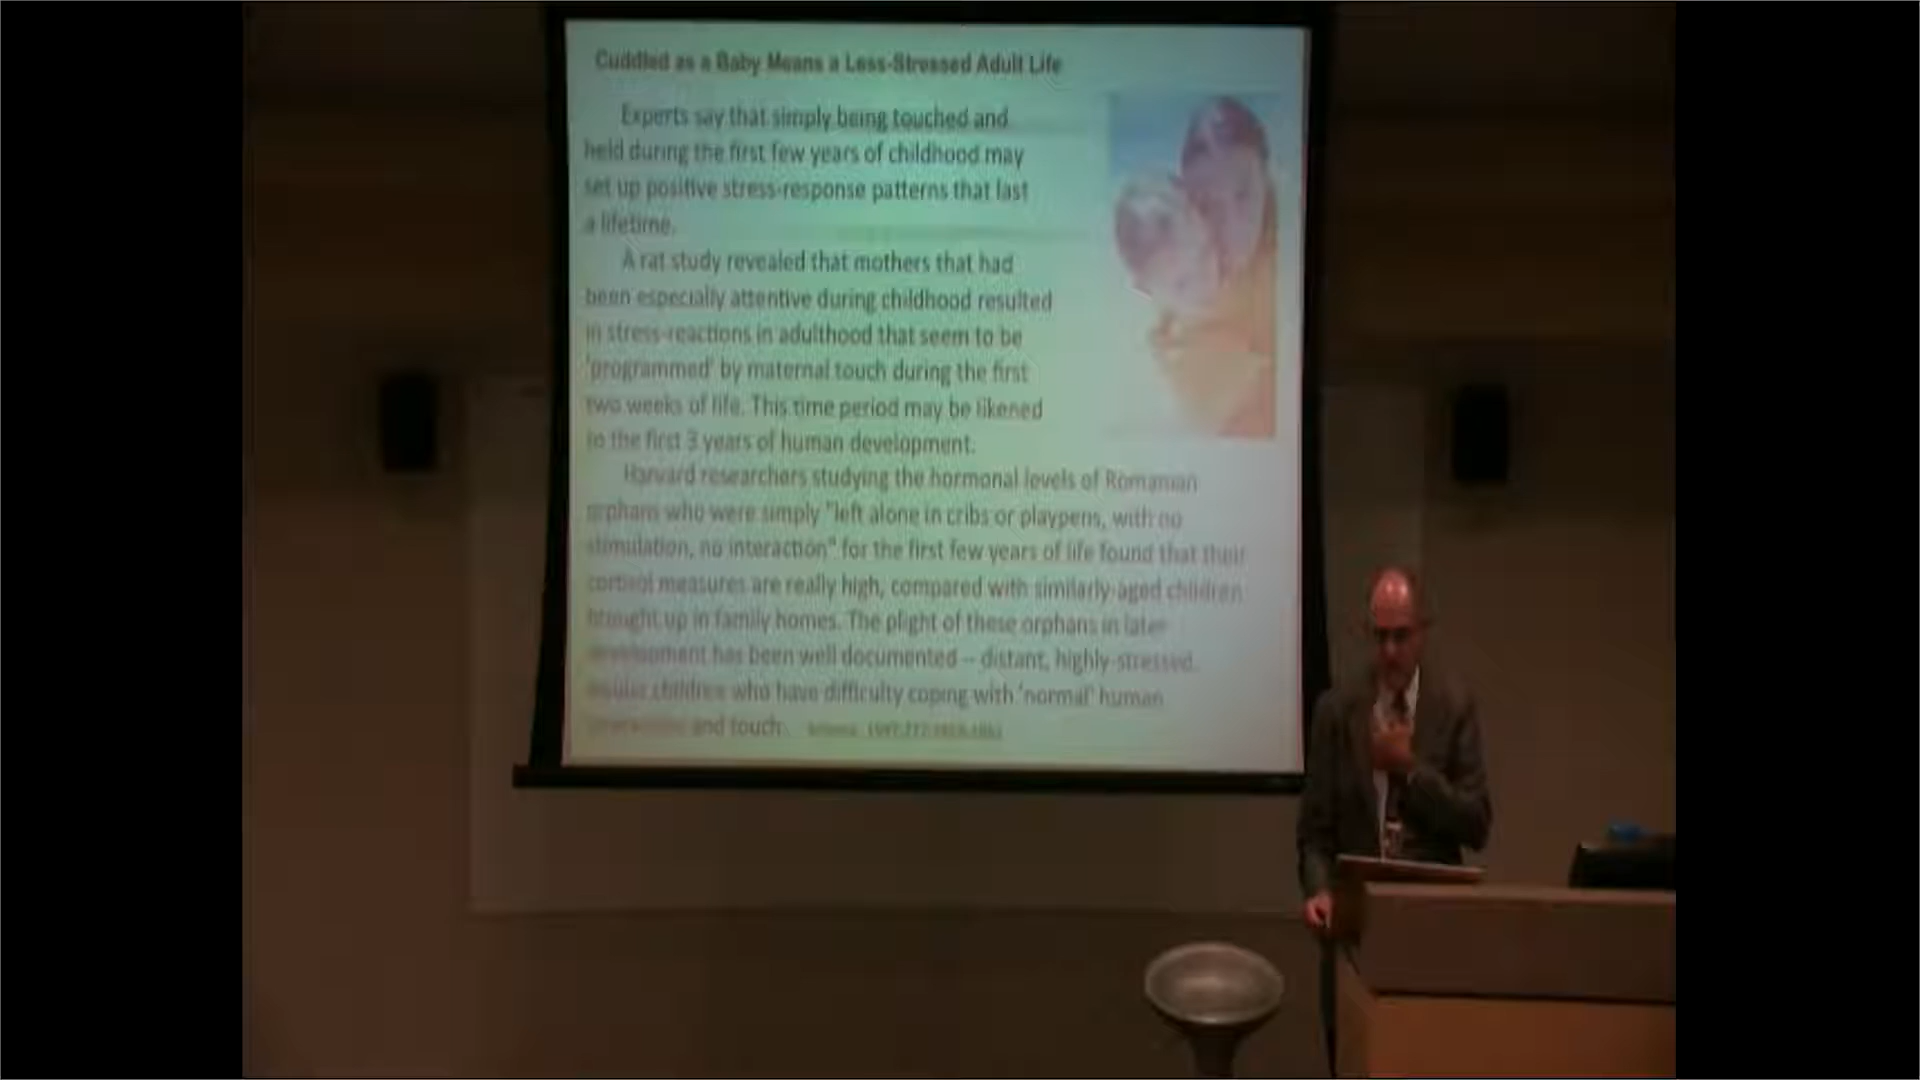 Cuddled as a Baby Means a Less-Stressed Adult Life
Experts say that simply being touched and
held during the first few years of childhood may
set up positive stress-response patterns that last
a lifetime.
A rat study revealed that mothers that had
been especially attentive during childhood resulted
in stress-reactions in adulthood that seem to be
'programmed' by maternal touch during the first
two weeks of life. This time period may be likened
to the first 3 years of human development.
Harvard researchers studying the hormonal levels of Romanian
orphans who were simply "left alone in cribs or playpens, with no
stimulation, no interaction" for the first few years of life found that their
cortisol measures are really high, compared with similarly-aged children
brought up in family homes. The plight of these orphans in later
development has been well documented – distant, highly-stressed,
children who have difficulty coping with 'normal' human
and touch.